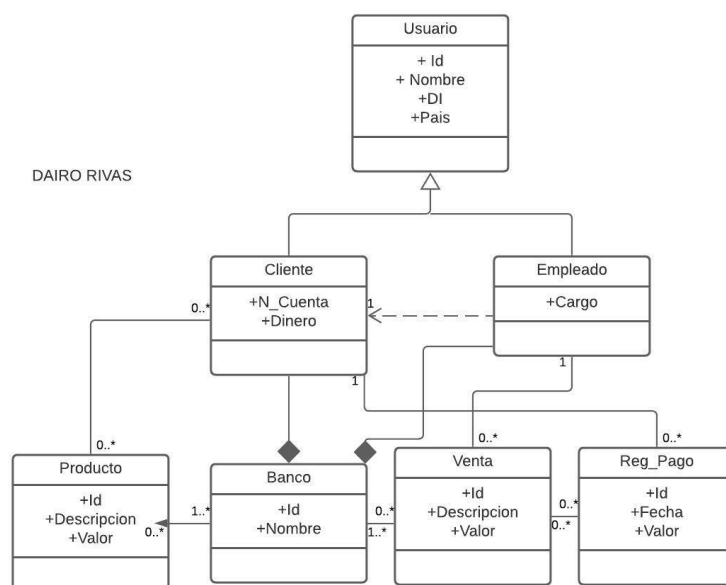 Usuario
+ Id
+ Nombre
+DI
+Pais
DAIRO RIVAS
Cliente
+N_Cuenta
+Dinero
Empleado
+Cargo
0..*
1
1
1
0..*
0..*
0..*
Producto
+Id
+Descripcion
+Valor
0..*
1..*
Banco
+Id
+Nombre
0..*
1..*
Venta
+Id
+Descripcion
+Valor
0..*
0..*
Reg_Pago
+Id
+Fecha
+Valor